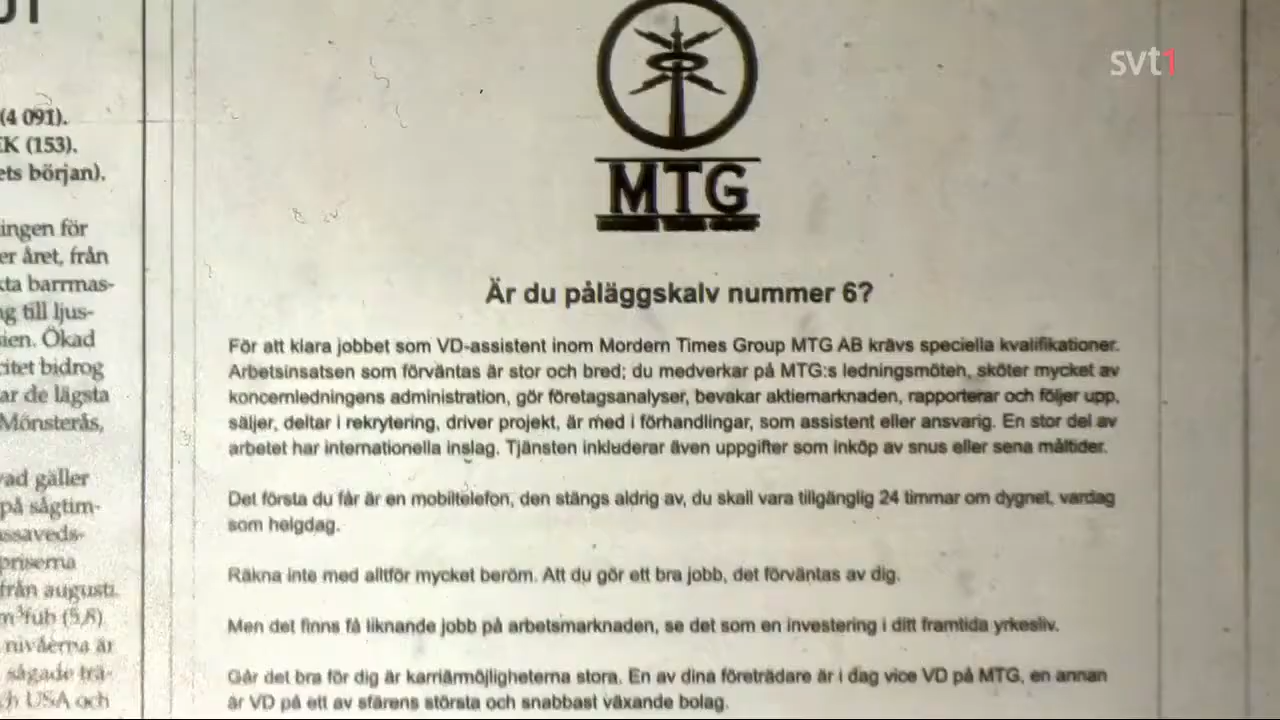 svt1
(4 091).
EK (153).
ets början).
ingen för
er året, från
kta barrmas-
ng till ljus-
sien. Ökad
citet bidrog
ar de lägsta
Mönsterås,
vad gäller
på sågtim-
assaveds-
priserna
från augusti.
m³fub (5,8)
nivåerna är
sågade trä-
ch USA och
MTG
Är du påläggskalv nummer 6?
För att klara jobbet som VD-assistent inom Mordern Times Group MTG AB krävs speciella kvalifikationer.
Arbetsinsatsen som förväntas är stor och bred; du medverkar på MTG:s ledningsmöten, sköter mycket av
koncernledningens administration, gör företagsanalyser, bevakar aktiemarknaden, rapporterar och följer upp,
säljer, deltar i rekrytering, driver projekt, är med i förhandlingar, som assistent eller ansvarig. En stor del av
arbetet har internationella inslag. Tjänsten inkluderar även uppgifter som inköp av snus eller sena måltider.
Det första du får är en mobiltelefon, den stängs aldrig av, du skall vara tillgänglig 24 timmar om dygnet, vardag
som helgdag.
Räkna inte med alltför mycket beröm. Att du gör ett bra jobb, det förväntas av dig.
Men det finns få liknande jobb på arbetsmarknaden, se det som en investering i ditt framtida yrkesliv.
Går det bra för dig är karriärmöjligheterna stora. En av dina företrädare är i dag vice VD på MTG, en annan
är VD på ett av sfärens största och snabbast växande bolag.